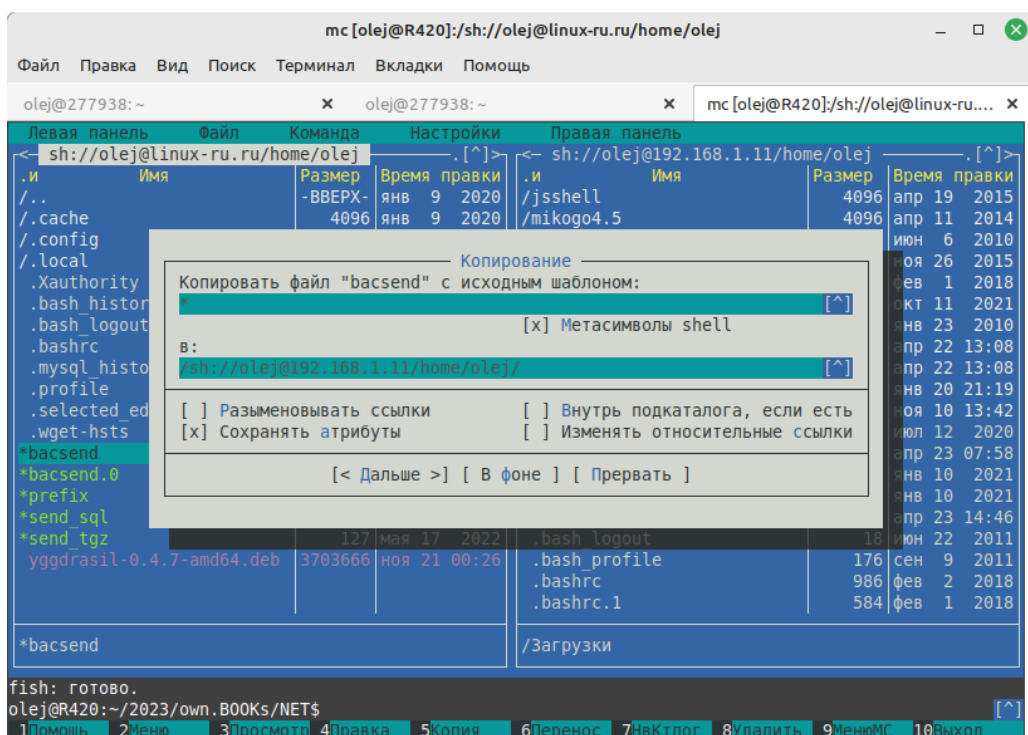 mc [olej@R420]:/sh://olej@linux-ru.ru/home/olej
Файл Правка Вид Поиск Терминал Вкладки Помощь
olej@277938: ~ × olej@277938: ~ × mc [olej@R420]:/sh://olej@linux-ru.... ×
Левая панель Файл Команда Настройки Правая панель
<— sh://olej@linux-ru.ru/home/olej .[^]> <— sh://olej@192.168.1.11/home/olej .[^]>
.и Имя Размер Время правки .и Имя Размер Время правки
/.. -ВВЕРХ- янв 9 2020 /jsshell 4096 апр 19 2015
/.cache 4096 янв 9 2020 /mikogo4.5 4096 апр 11 2014
/.config июн 6 2010
/.local Копирование ноя 26 2015
.Xauthority Копировать файл "bacsend" с исходным шаблоном: фев 1 2018
.bash_histor * [^] окт 11 2021
.bash_logout [x] Метасимволы shell янв 23 2010
.bashrc в: апр 22 13:08
.mysql_histo /sh://olej@192.168.1.11/home/olej/ [^] апр 22 13:08
.profile янв 20 21:19
.selected_ed [ ] Разыменовывать ссылки [ ] Внутрь подкаталога, если есть ноя 10 13:42
.wget-hsts [x] Сохранять атрибуты [ ] Изменять относительные ссылки июл 12 2020
*bacsend апр 23 07:58
*bacsend.0 [< Дальше >] [ В фоне ] [ Прервать ] янв 10 2021
*prefix янв 10 2021
*send_sql апр 23 14:46
*send_tgz 127 мая 17 2022 .bash_logout 18 июн 22 2011
yggdrasil-0.4.7-amd64.deb 3703666 ноя 21 00:26 .bash_profile 176 сен 9 2011
.bashrc 986 фев 2 2018
.bashrc.1 584 фев 1 2018
*bacsend /Загрузки
fish: готово.
olej@R420:~/2023/own.BOOKs/NET$ [^]
1Помощь 2Меню 3Просмотр 4Правка 5Копия 6Перенос 7НвКтлог 8Удалить 9МенюМС 10Выход